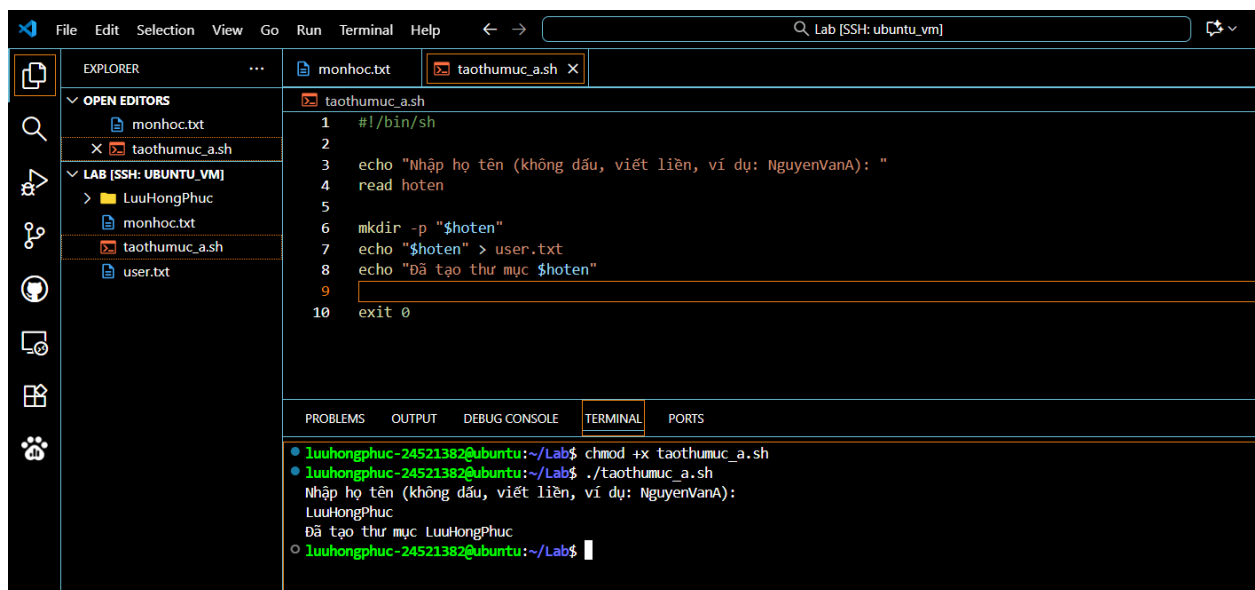 File Edit Selection View Go Run Terminal Help
Lab [SSH: ubuntu_vm]
EXPLORER
monhoc.txt
taothumuc_a.sh
OPEN EDITORS
monhoc.txt
taothumuc_a.sh
LAB [SSH: UBUNTU_VM]
LuuHongPhuc
monhoc.txt
taothumuc_a.sh
user.txt
taothumuc_a.sh
1 #!/bin/sh
2
3 echo "Nhập họ tên (không dấu, viết liền, ví dụ: NguyenVanA): "
4 read hoten
5
6 mkdir -p "$hoten"
7 echo "$hoten" > user.txt
8 echo "Đã tạo thư mục $hoten"
9
10 exit 0
PROBLEMS OUTPUT DEBUG CONSOLE TERMINAL PORTS
luuhongphuc-24521382@ubuntu:~/Lab$ chmod +x taothumuc_a.sh
luuhongphuc-24521382@ubuntu:~/Lab$ ./taothumuc_a.sh
Nhập họ tên (không dấu, viết liền, ví dụ: NguyenVanA):
LuuHongPhuc
Đã tạo thư mục LuuHongPhuc
luuhongphuc-24521382@ubuntu:~/Lab$